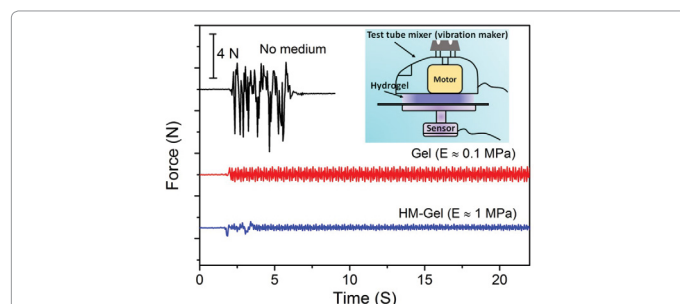 4 N
No medium
Test tube mixer (vibration maker)
Motor
Hydrogel
Sensor
Gel (E ≈ 0.1 MPa)
HM-Gel (E ≈ 1 MPa)
Force (N)
0 5 10 15 20
Time (S)